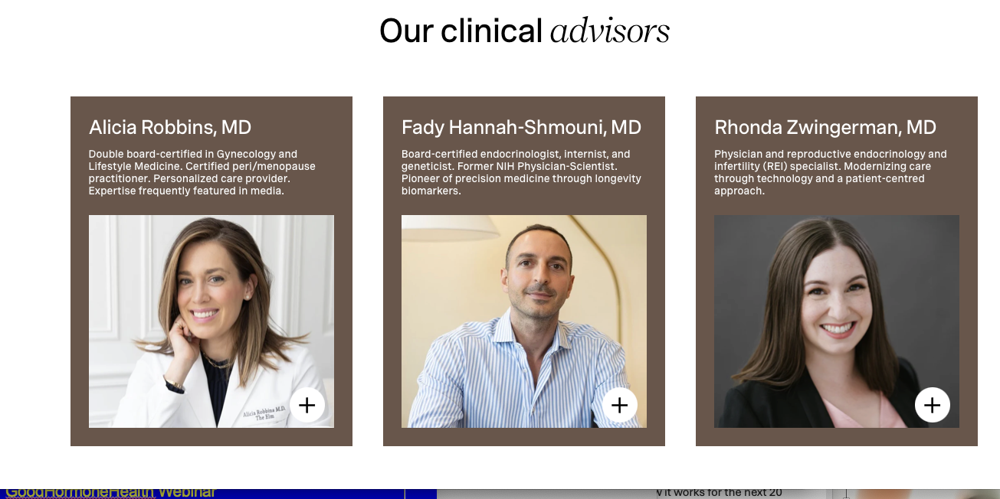 Our clinical advisors
Alicia Robbins, MD
Double board-certified in Gynecology and
Lifestyle Medicine. Certified peri/menopause
practitioner. Personalized care provider.
Expertise frequently featured in media.
Alicia Robbins M.D.
The Elm
Fady Hannah-Shmouni, MD
Board-certified endocrinologist, internist, and
geneticist. Former NIH Physician-Scientist.
Pioneer of precision medicine through longevity
biomarkers.
Rhonda Zwingerman, MD
Physician and reproductive endocrinology and
infertility (REI) specialist. Modernizing care
through technology and a patient-centred
approach.
GoodHormoneHealth Webinar
it works for the next 20